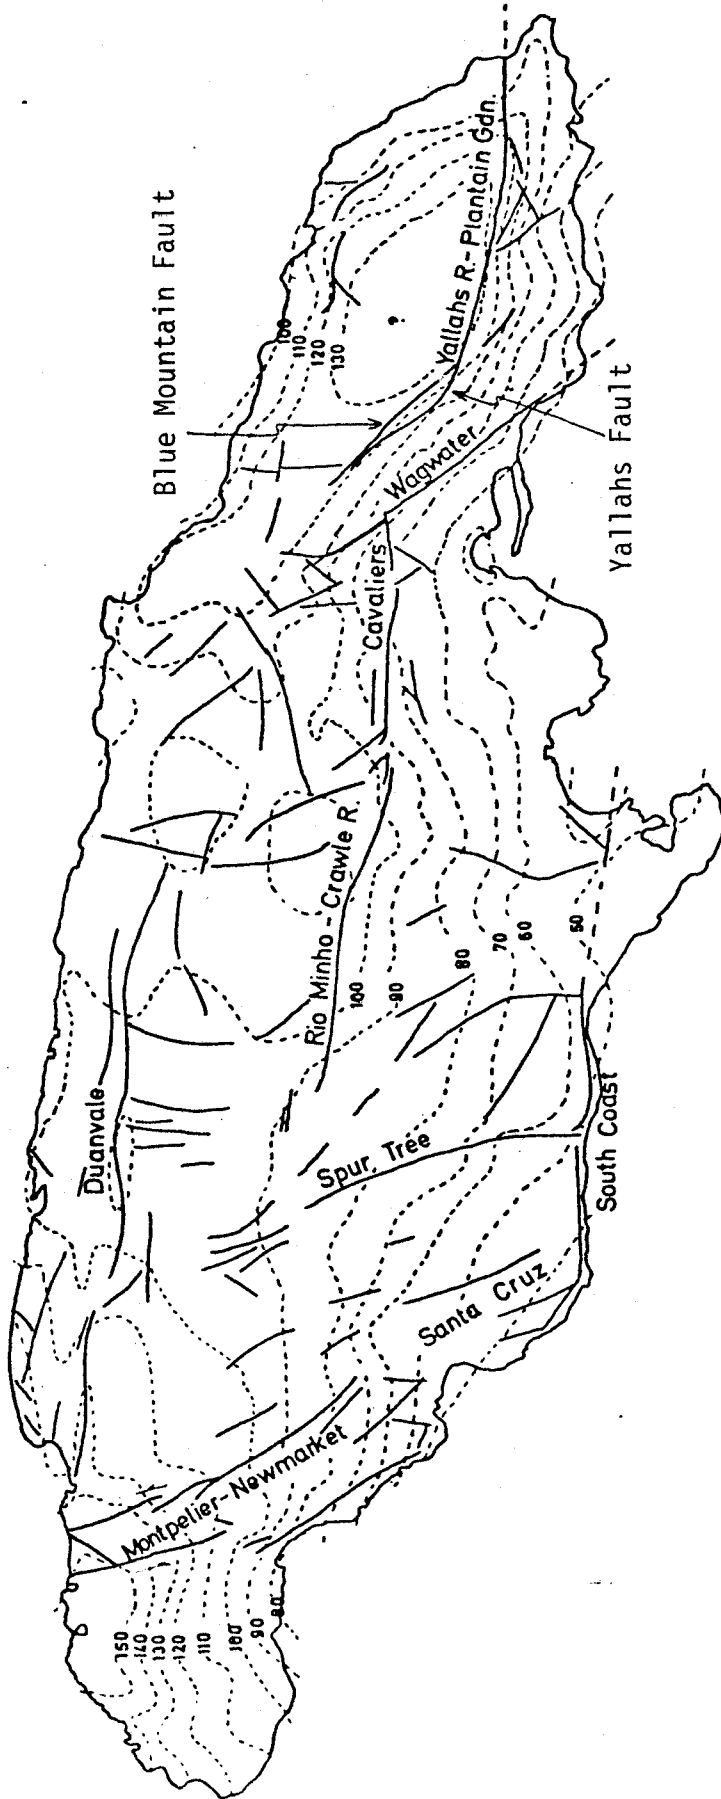 Blue Mountain Fault
Yallahs R.-Plantain Gdn.
Yallahs Fault
Wagwater
Cavaliers
Rio Minho - Crawle R.
Duanvale
Spur Tree
South Coast
Santa Cruz
Montpelier-Newmarket
100
110
120
130
?
100
90
80
70
60
50
150
140
130
120
110
100
90
80